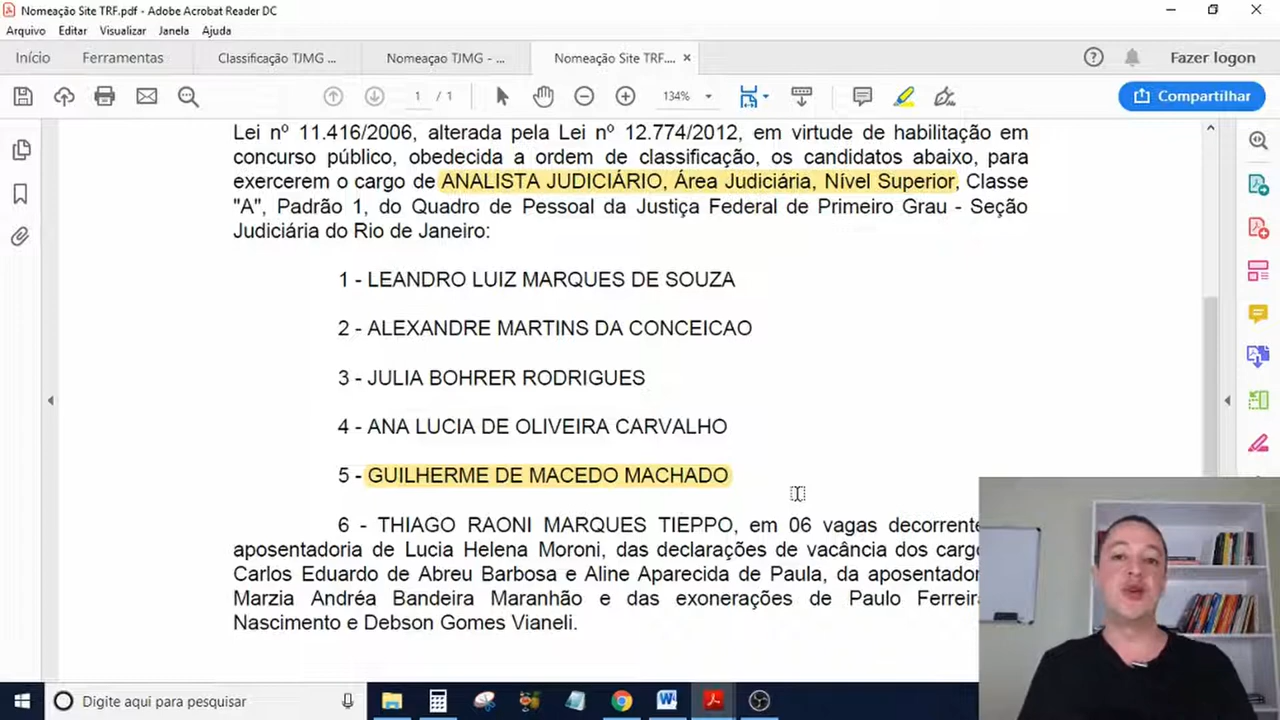 Nomeação Site TRF.pdf - Adobe Acrobat Reader DC
Arquivo Editar Visualizar Janela Ajuda
Início Ferramentas Classificação TJMG ... Nomeaçao TJMG - ... Nomeação Site TRF.... × Fazer logon
1 / 1 134% Compartilhar
Lei nº 11.416/2006, alterada pela Lei nº 12.774/2012, em virtude de habilitação em
concurso público, obedecida a ordem de classificação, os candidatos abaixo, para
exercerem o cargo de ANALISTA JUDICIÁRIO, Área Judiciária, Nível Superior, Classe
"A", Padrão 1, do Quadro de Pessoal da Justiça Federal de Primeiro Grau - Seção
Judiciária do Rio de Janeiro:
1 - LEANDRO LUIZ MARQUES DE SOUZA
2 - ALEXANDRE MARTINS DA CONCEICAO
3 - JULIA BOHRER RODRIGUES
4 - ANA LUCIA DE OLIVEIRA CARVALHO
5 - GUILHERME DE MACEDO MACHADO
6 - THIAGO RAONI MARQUES TIEPPO, em 06 vagas decorrente
aposentadoria de Lucia Helena Moroni, das declarações de vacância dos cargo
Carlos Eduardo de Abreu Barbosa e Aline Aparecida de Paula, da aposentador
Marzia Andréa Bandeira Maranhão e das exonerações de Paulo Ferreira
Nascimento e Debson Gomes Vianeli.
Digite aqui para pesquisar